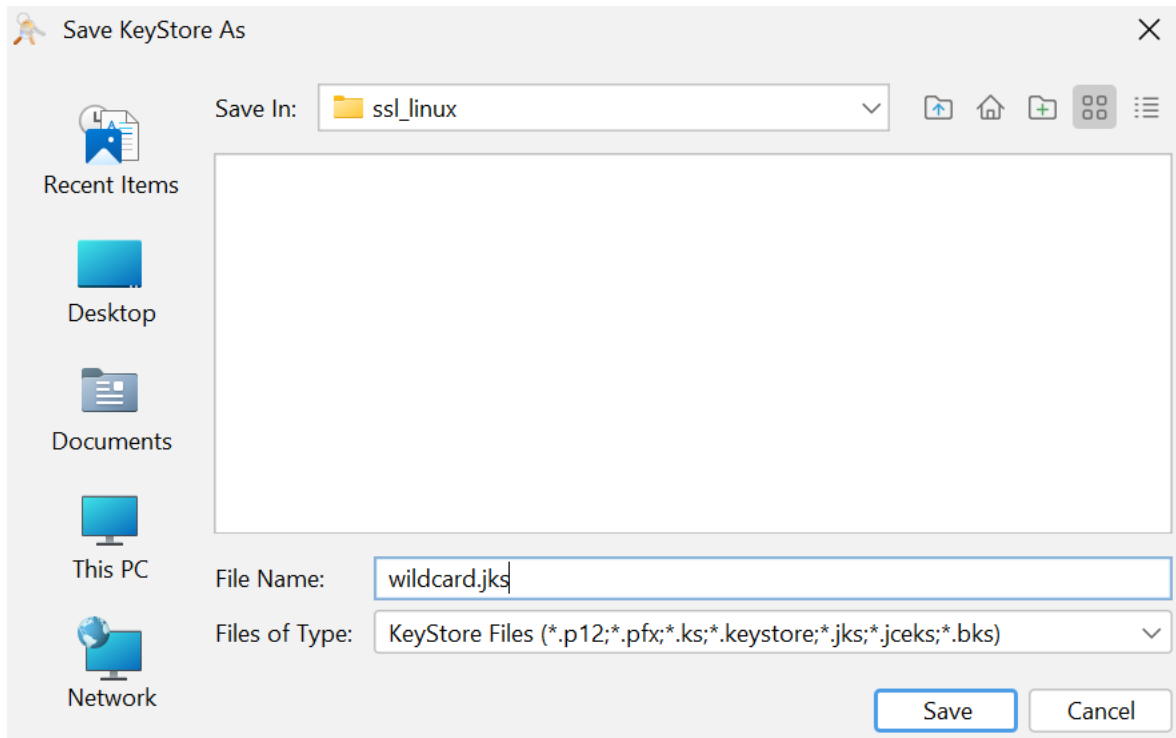 Save KeyStore As
Save In: ssl_linux
Recent Items
Desktop
Documents
This PC
Network
File Name: wildcard.jks
Files of Type: KeyStore Files (*.p12;*.pfx;*.ks;*.keystore;*.jks;*.jceks;*.bks)
Save Cancel